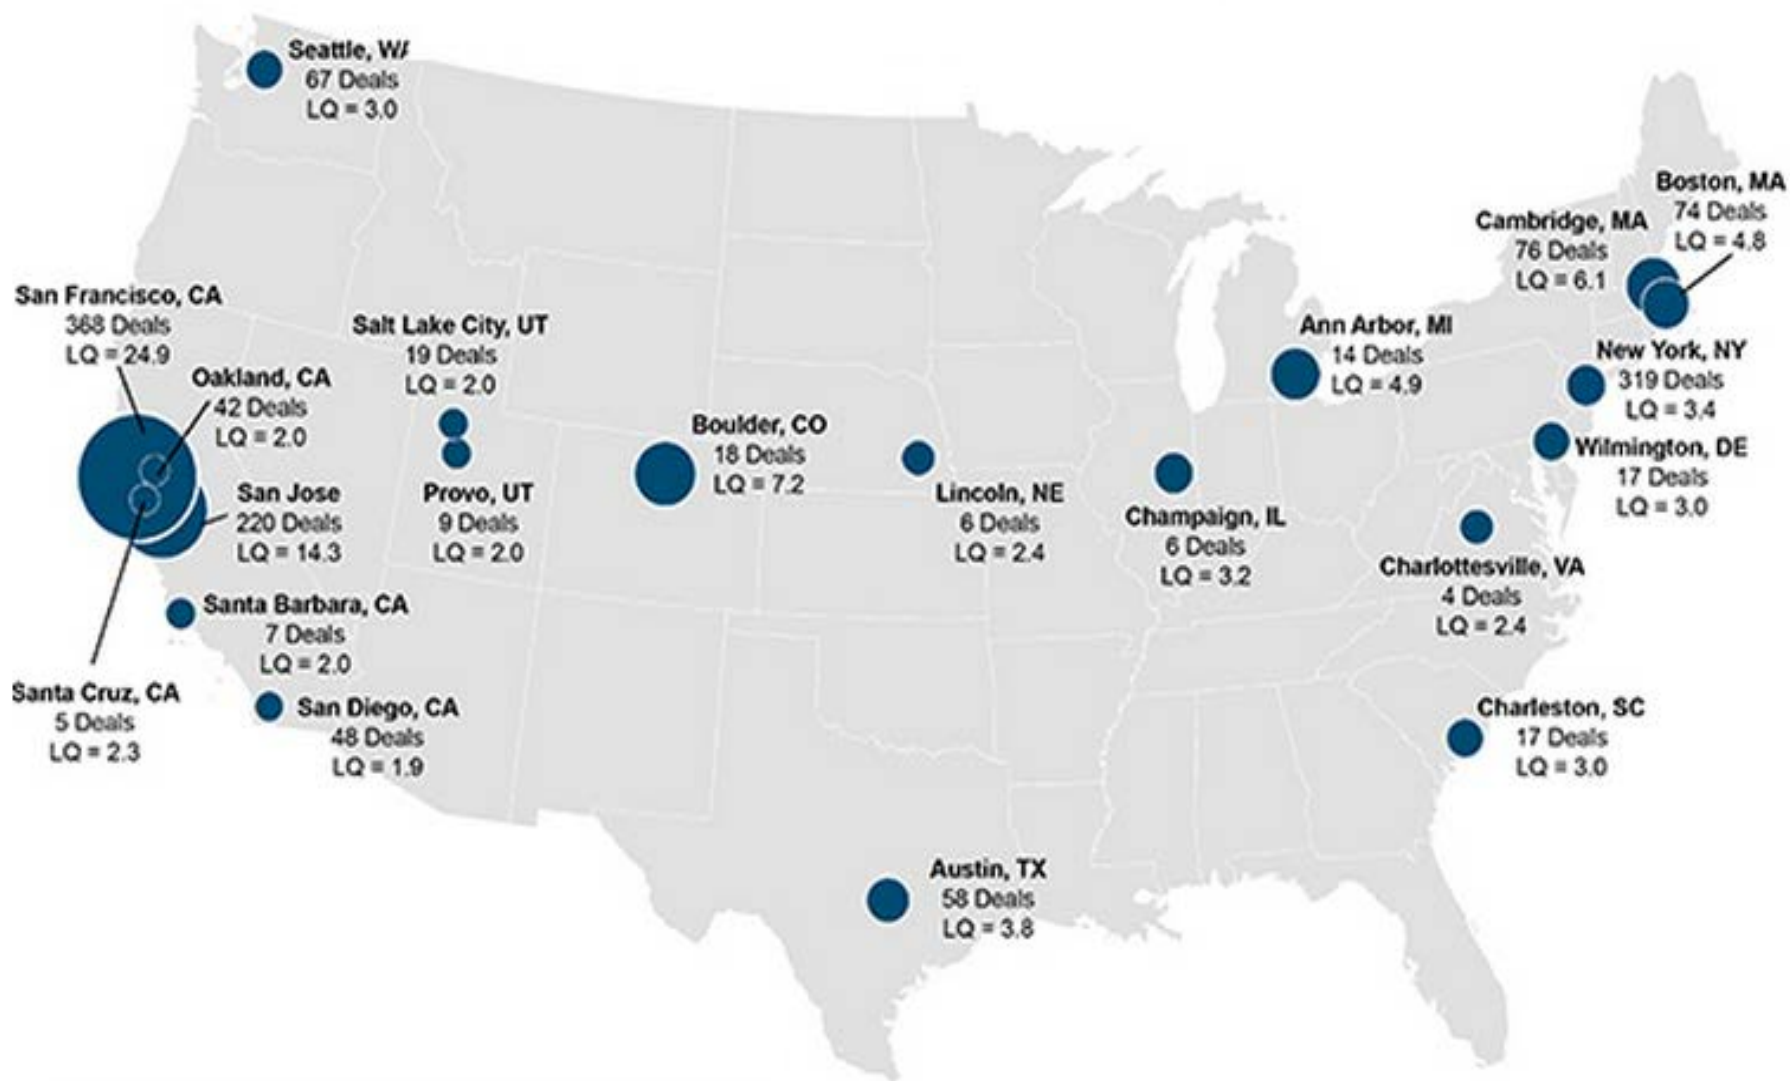 Seattle, WA
67 Deals
LQ = 3.0
Boston, MA
74 Deals
LQ = 4.8
Cambridge, MA
76 Deals
LQ = 6.1
San Francisco, CA
368 Deals
LQ = 24.9
Oakland, CA
42 Deals
LQ = 2.0
Salt Lake City, UT
19 Deals
LQ = 2.0
Ann Arbor, MI
14 Deals
LQ = 4.9
New York, NY
319 Deals
LQ = 3.4
Boulder, CO
18 Deals
LQ = 7.2
Wilmington, DE
17 Deals
LQ = 3.0
San Jose
220 Deals
LQ = 14.3
Provo, UT
9 Deals
LQ = 2.0
Lincoln, NE
6 Deals
LQ = 2.4
Champaign, IL
6 Deals
LQ = 3.2
Charlottesville, VA
4 Deals
LQ = 2.4
Santa Barbara, CA
7 Deals
LQ = 2.0
Santa Cruz, CA
5 Deals
LQ = 2.3
San Diego, CA
48 Deals
LQ = 1.9
Charleston, SC
17 Deals
LQ = 3.0
Austin, TX
58 Deals
LQ = 3.8